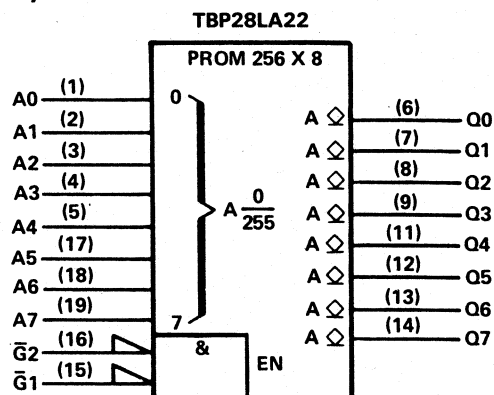 TBP28LA22
PROM 256 X 8
A0 (1) 0
A1 (2)
A2 (3)
A3 (4)
A4 (5)
A5 (17)
A6 (18)
A7 (19) 7
G̅2 (16) &
G̅1 (15) EN
A 0
255
A (6) Q0
A (7) Q1
A (8) Q2
A (9) Q3
A (11) Q4
A (12) Q5
A (13) Q6
A (14) Q7